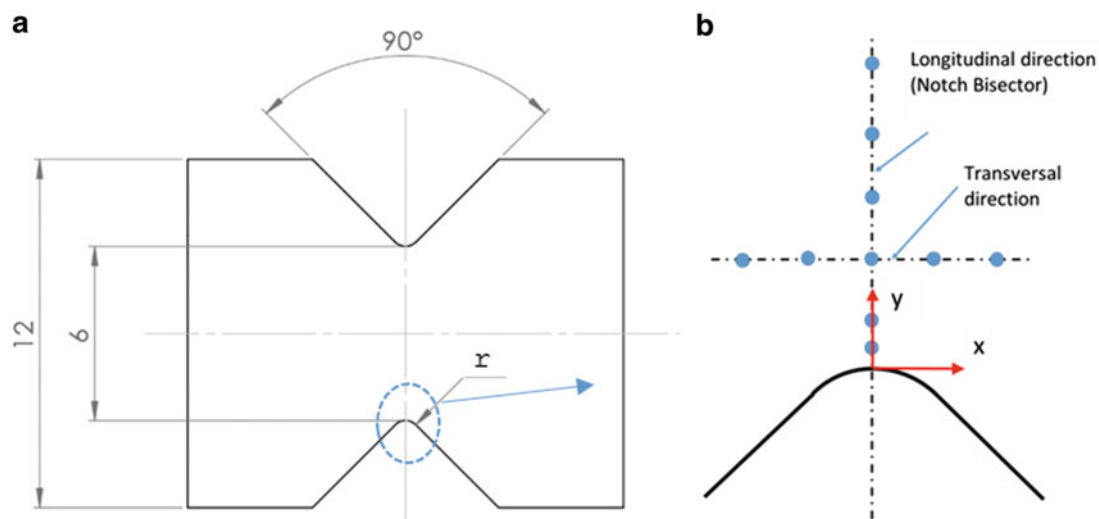 a
90°
12
6
r
b
Longitudinal direction
(Notch Bisector)
Transversal
direction
y
x